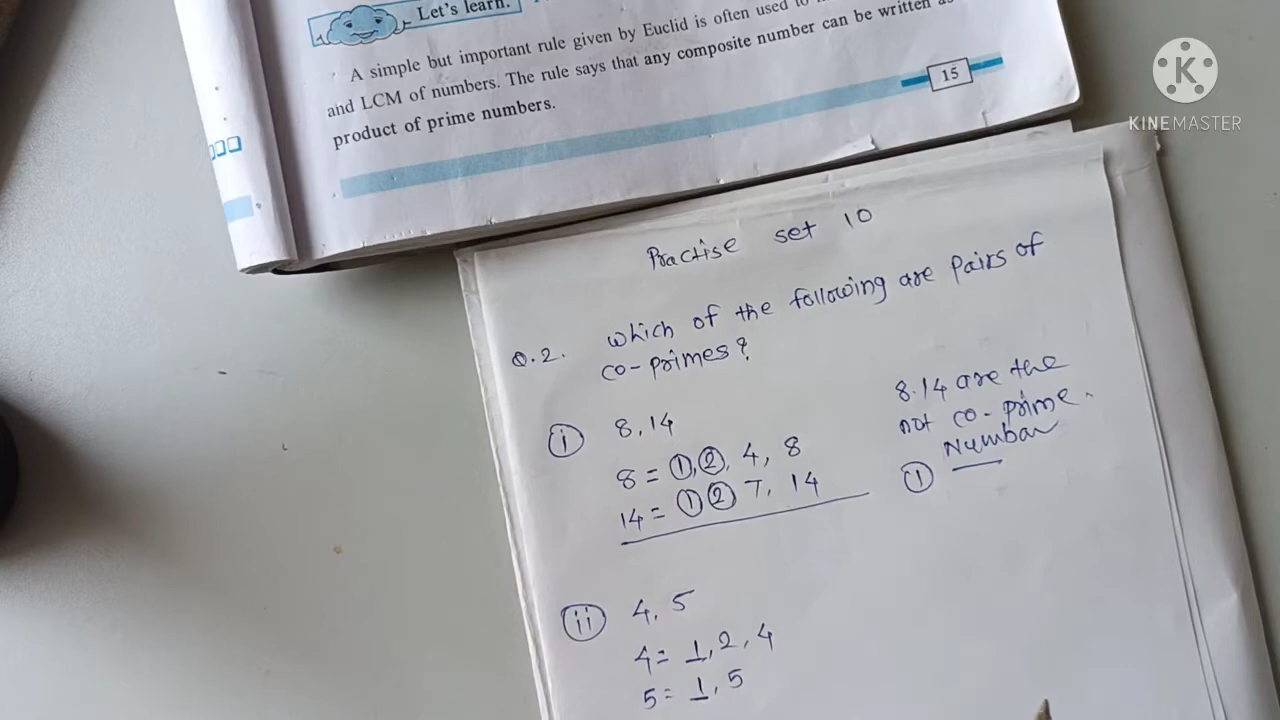 Let's learn.
A simple but important rule given by Euclid is often used to
and LCM of numbers. The rule says that any composite number can be written as
product of prime numbers.
15
K
KINEMASTER
Practise set 10
Q.2. Which of the following are pairs of
co-primes?
i 8, 14
8 = 1, 2, 4, 8
14 = 1 2 7, 14
8.14 are the
not co-prime.
Numbar
1
ii 4, 5
4 = 1, 2, 4
5 = 1, 5